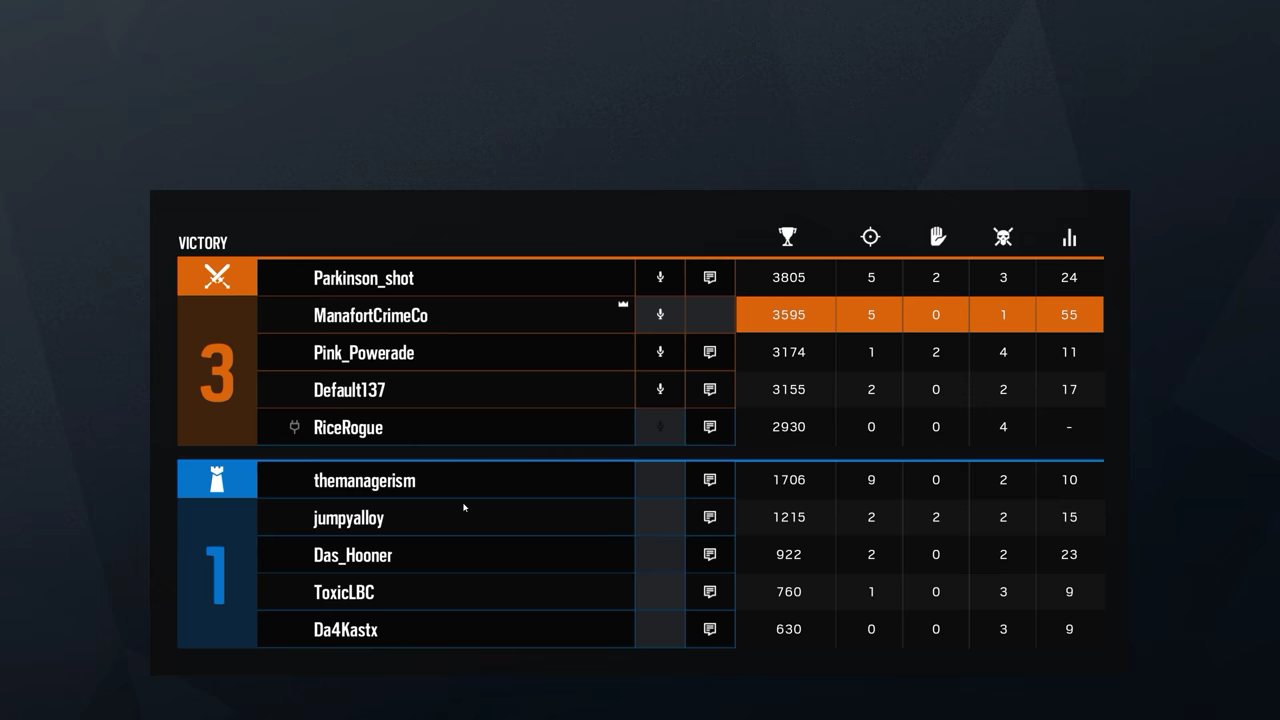 VICTORY
Parkinson_shot 3805 5 2 3 24
ManafortCrimeCo 3595 5 0 1 55
3
Pink_Powerade 3174 1 2 4 11
Default137 3155 2 0 2 17
RiceRogue 2930 0 0 4 -
themanagerism 1706 9 0 2 10
jumpyalloy 1215 2 2 2 15
1
Das_Hooner 922 2 0 2 23
ToxicLBC 760 1 0 3 9
Da4Kastx 630 0 0 3 9